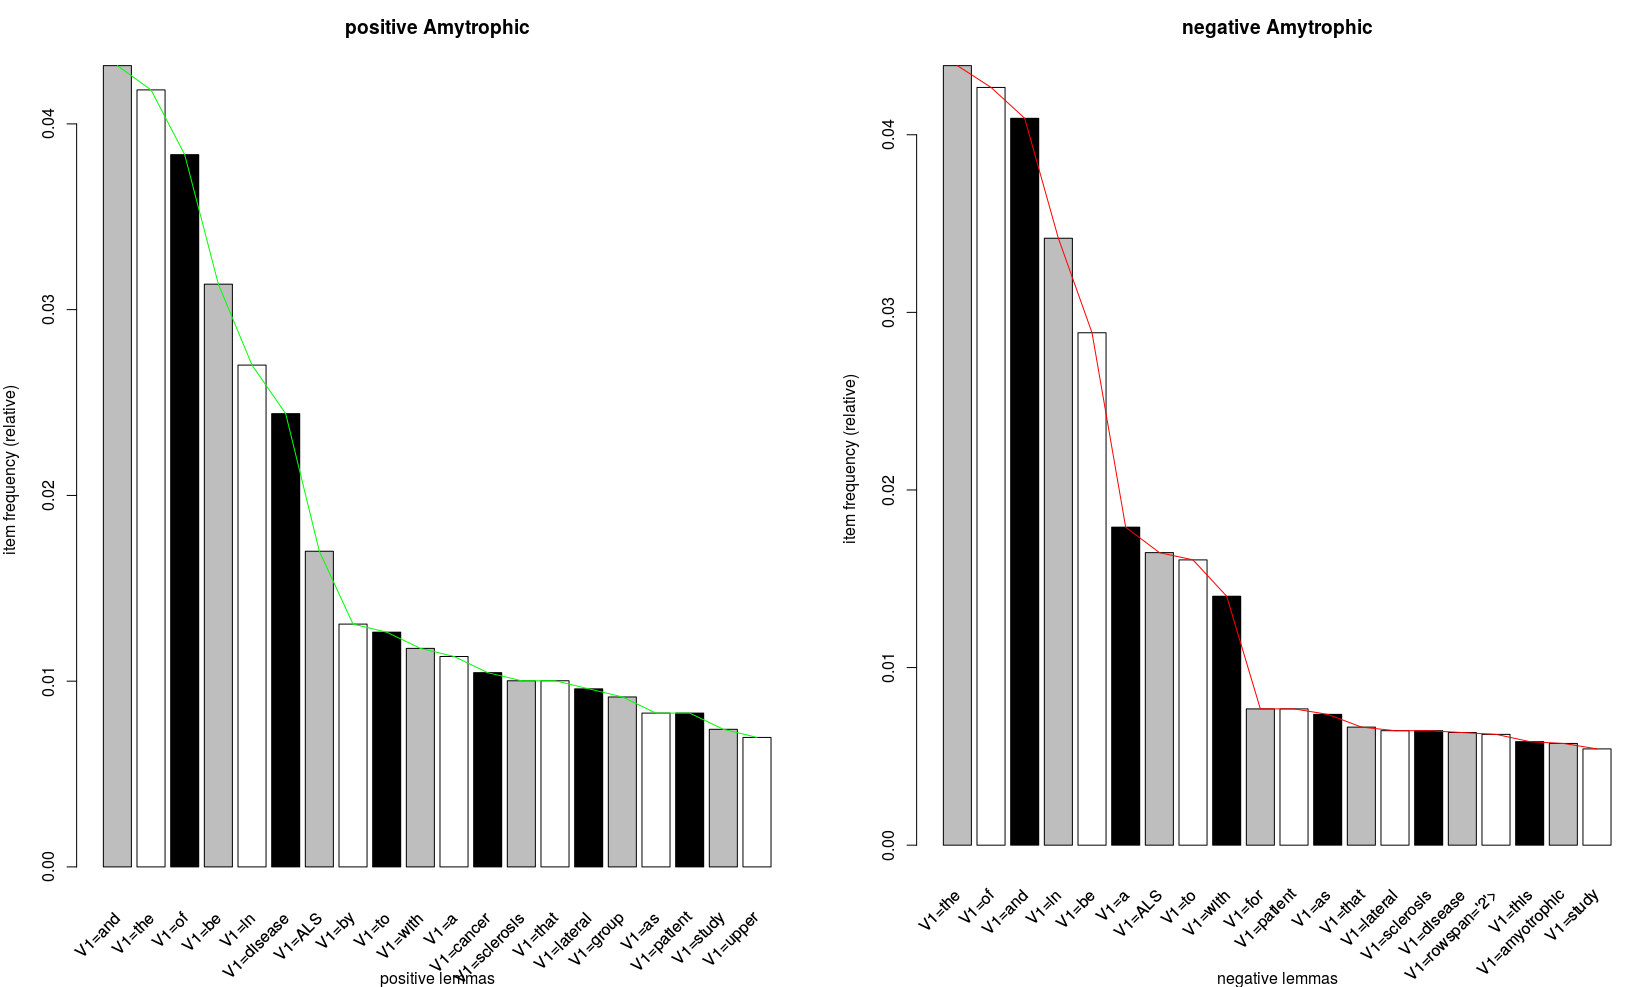 positive Amytrophic
item frequency (relative)
0.04
0.03
0.02
0.01
0.00
V1=and
V1=the
V1=of
V1=be
V1=in
V1=disease
V1=ALS
V1=by
V1=to
V1=with
V1=a
V1=cancer
V1=sclerosis
V1=that
V1=lateral
V1=group
V1=as
V1=patient
V1=study
V1=upper
positive lemmas
negative Amytrophic
item frequency (relative)
0.04
0.03
0.02
0.01
0.00
V1=the
V1=of
V1=and
V1=in
V1=be
V1=a
V1=ALS
V1=to
V1=with
V1=for
V1=patient
V1=as
V1=that
V1=lateral
V1=sclerosis
V1=disease
V1=rowspan='2'>
V1=this
V1=amyotrophic
V1=study
negative lemmas